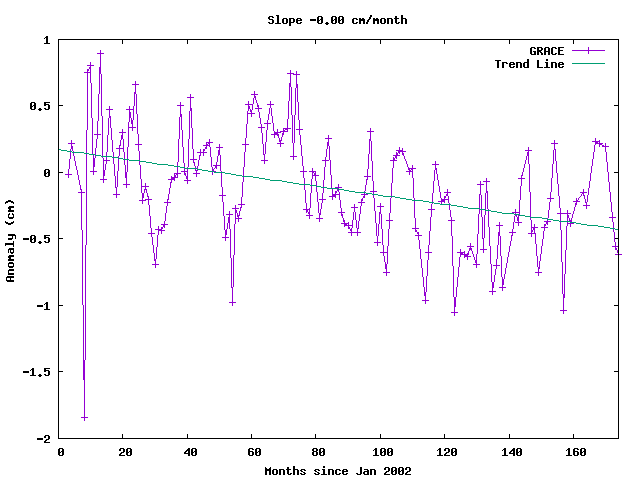 Slope -0.00 cm/month
GRACE
Trend Line
1
0.5
0
-0.5
-1
-1.5
-2
Anomaly (cm)
0 20 40 60 80 100 120 140 160
Months since Jan 2002